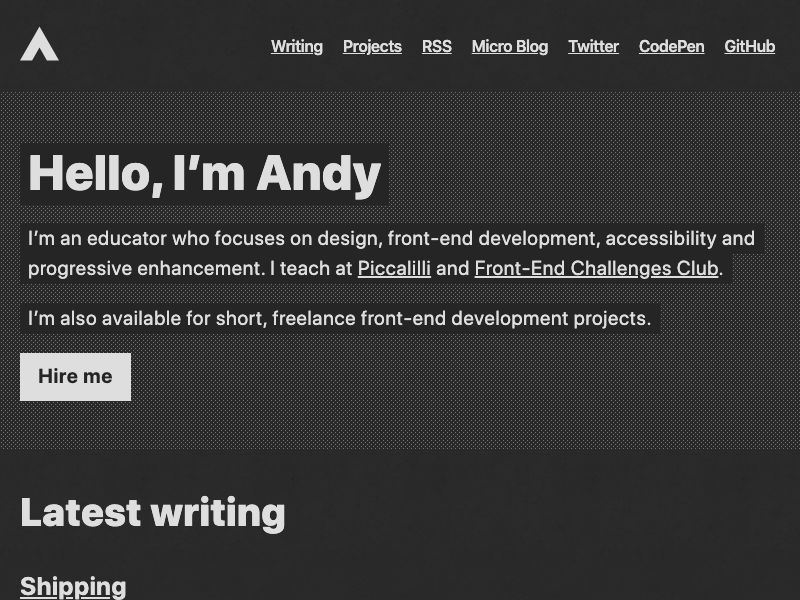 Writing Projects RSS Micro Blog Twitter CodePen GitHub
Hello, I’m Andy
I’m an educator who focuses on design, front-end development, accessibility and
progressive enhancement. I teach at Piccalilli and Front-End Challenges Club.
I’m also available for short, freelance front-end development projects.
Hire me
Latest writing
Shipping